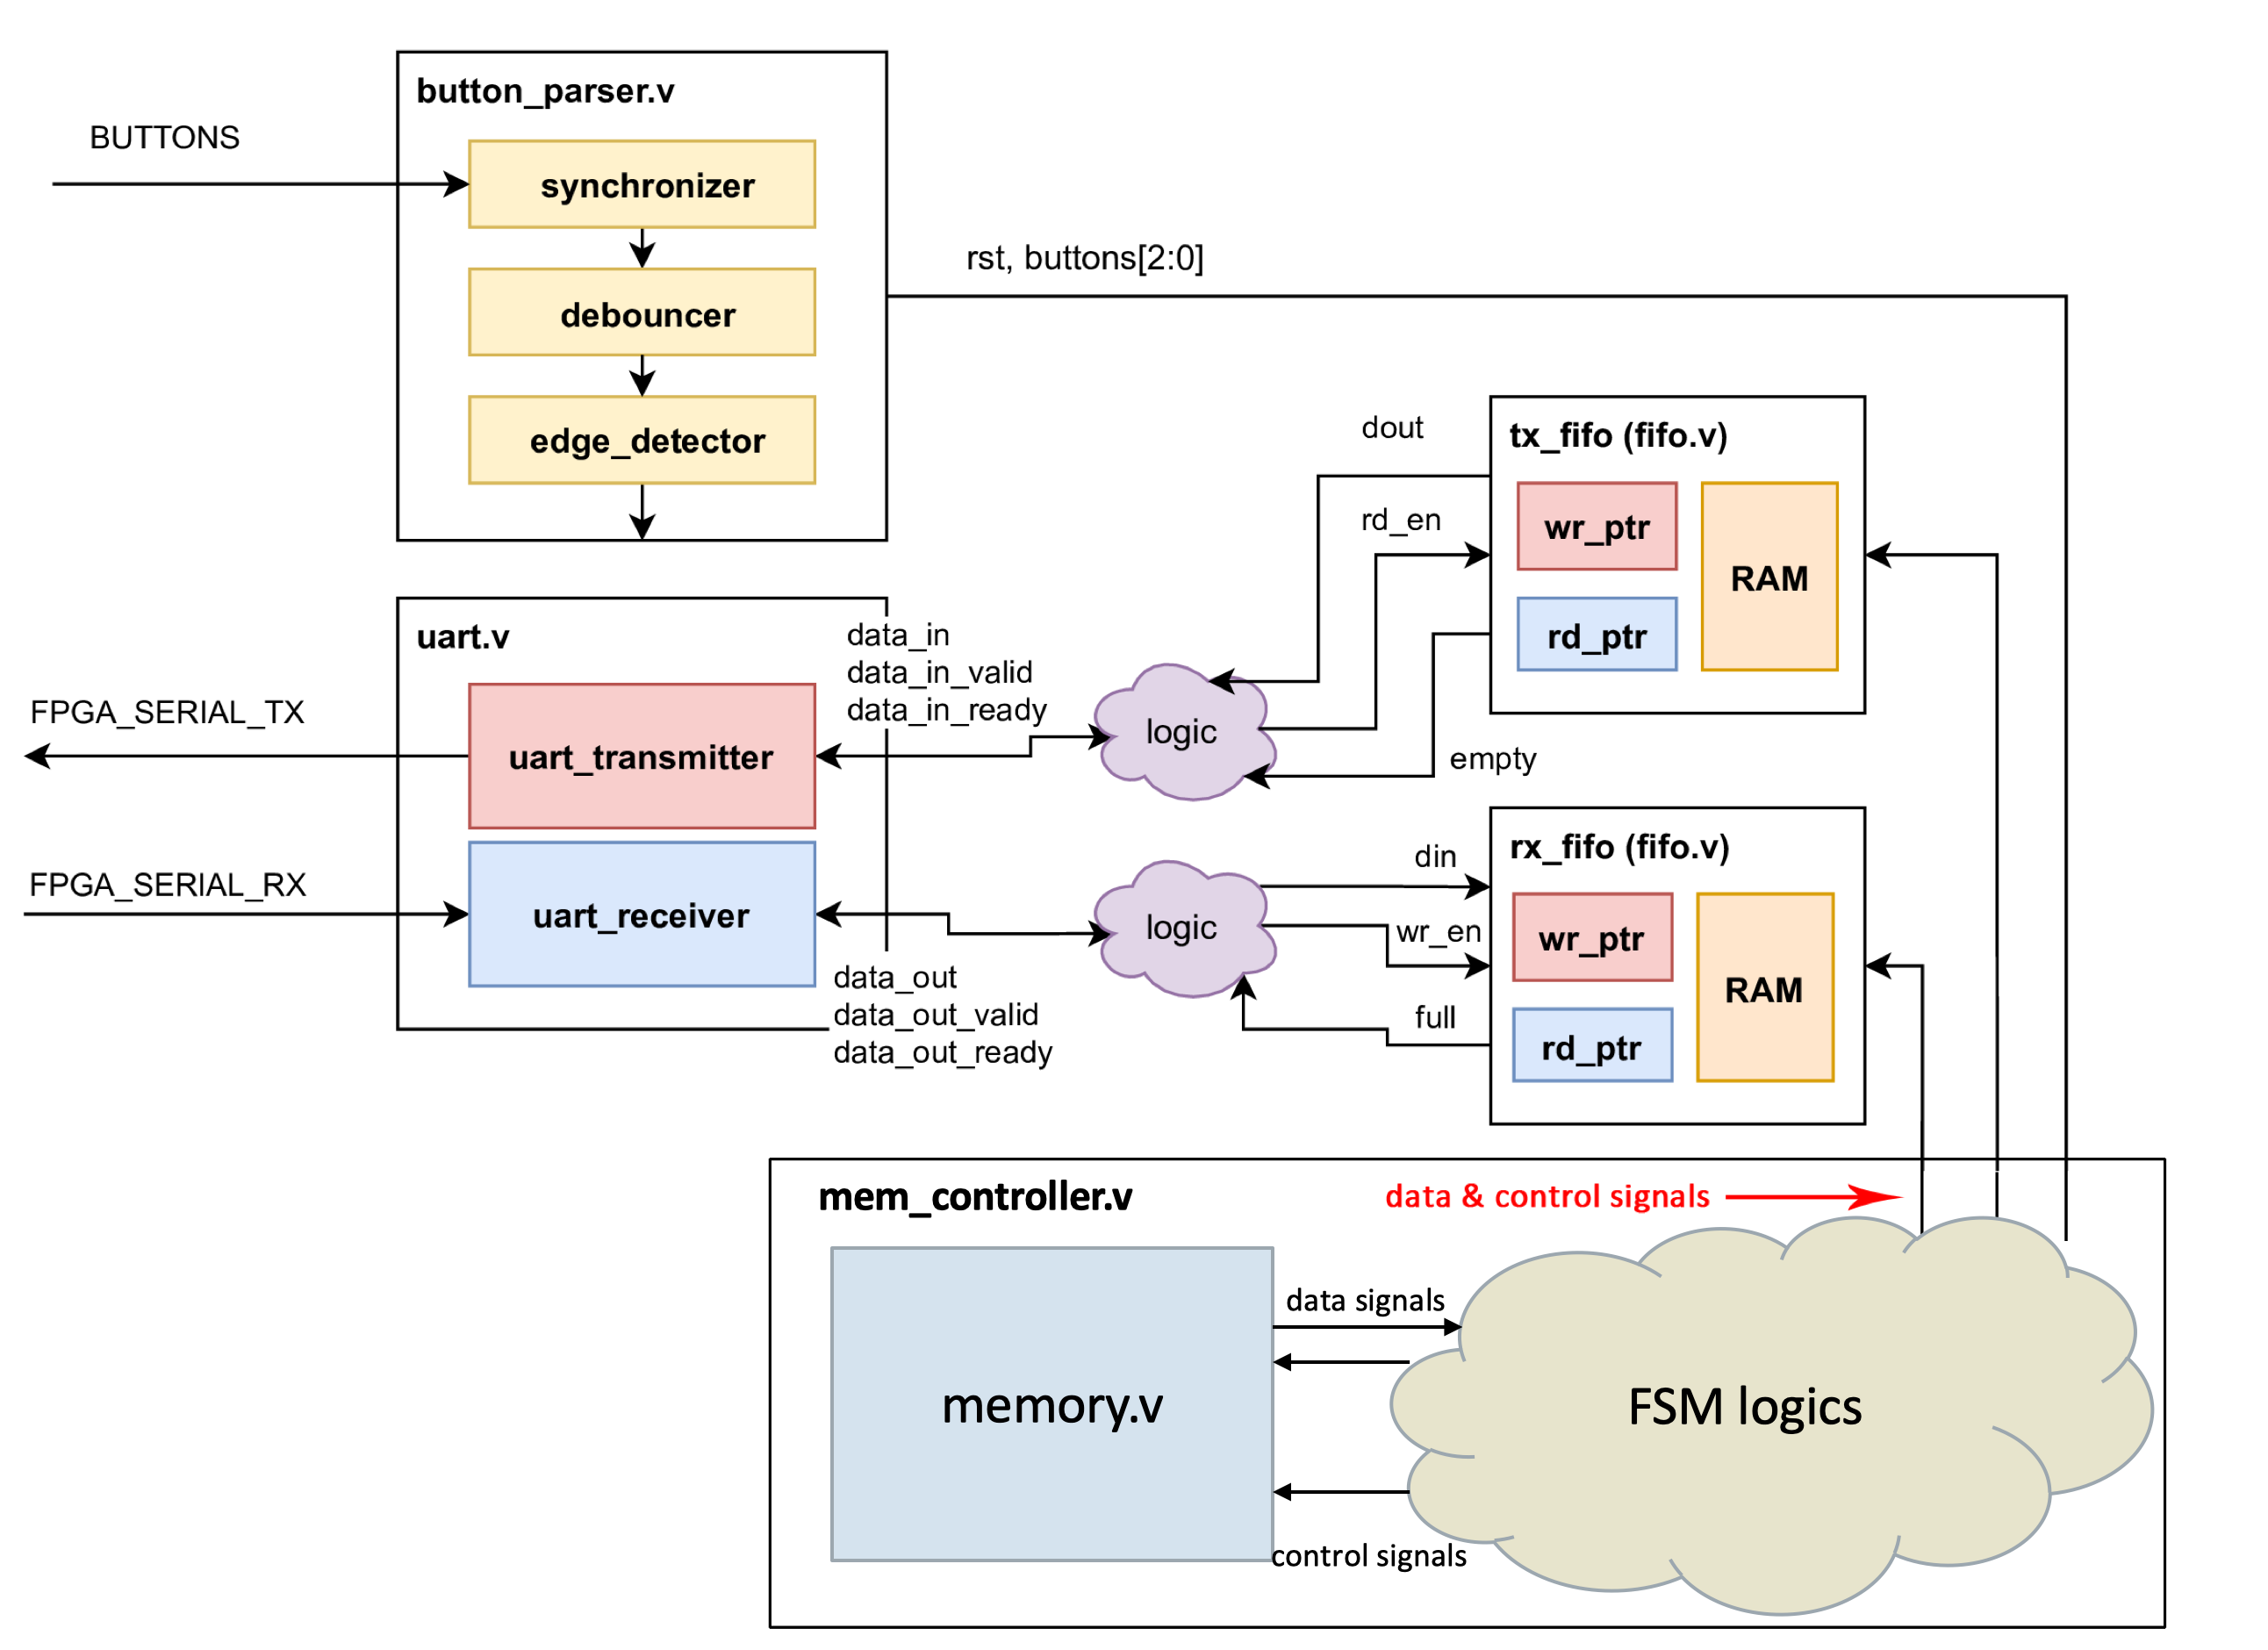 button_parser.v
BUTTONS
synchronizer
debouncer
edge_detector
rst, buttons[2:0]
uart.v
data_in
data_in_valid
data_in_ready
FPGA_SERIAL_TX
uart_transmitter
FPGA_SERIAL_RX
uart_receiver
data_out
data_out_valid
data_out_ready
logic
logic
dout
rd_en
empty
tx_fifo (fifo.v)
wr_ptr
rd_ptr
RAM
din
wr_en
full
rx_fifo (fifo.v)
wr_ptr
rd_ptr
RAM
mem_controller.v
data & control signals
memory.v
data signals
control signals
FSM logics